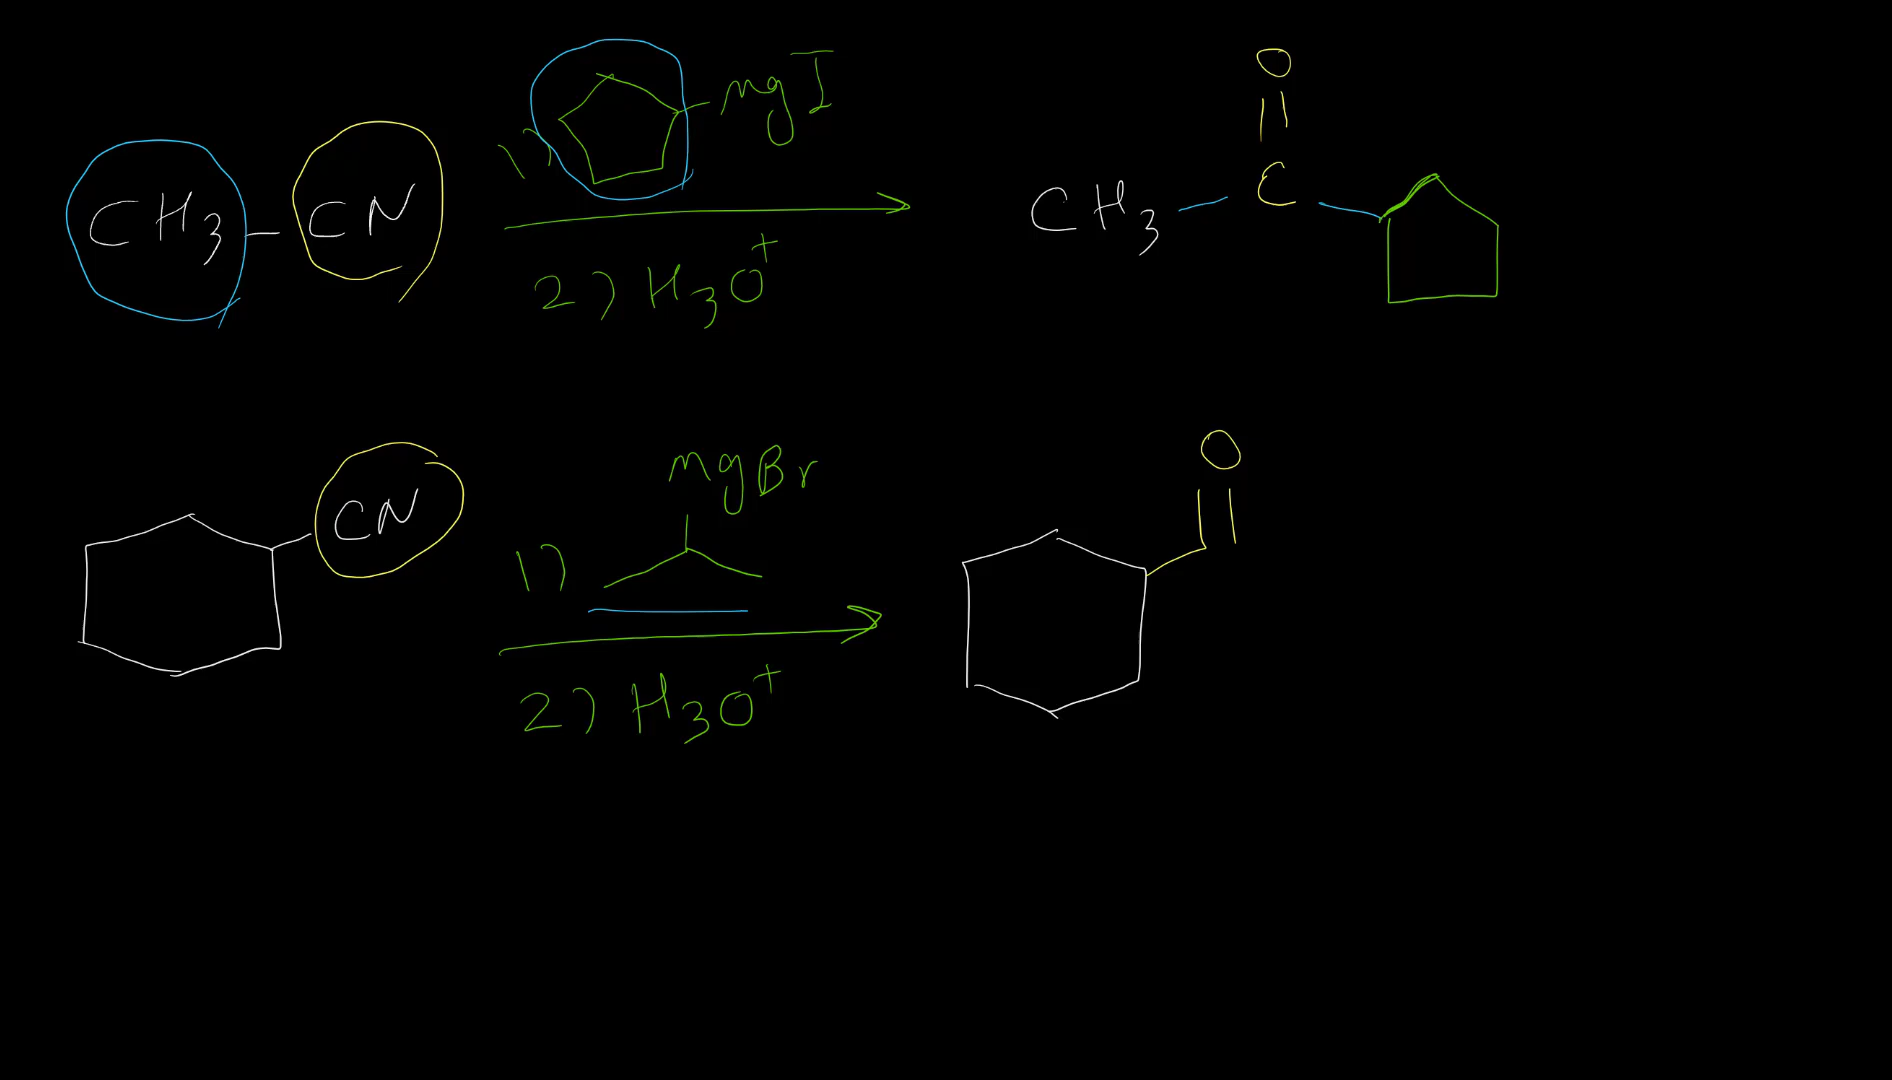 O
1) MgI
CH3 - CN
CH3 C
2) H3O+
O
MgBr
CN
1)
2) H3O+